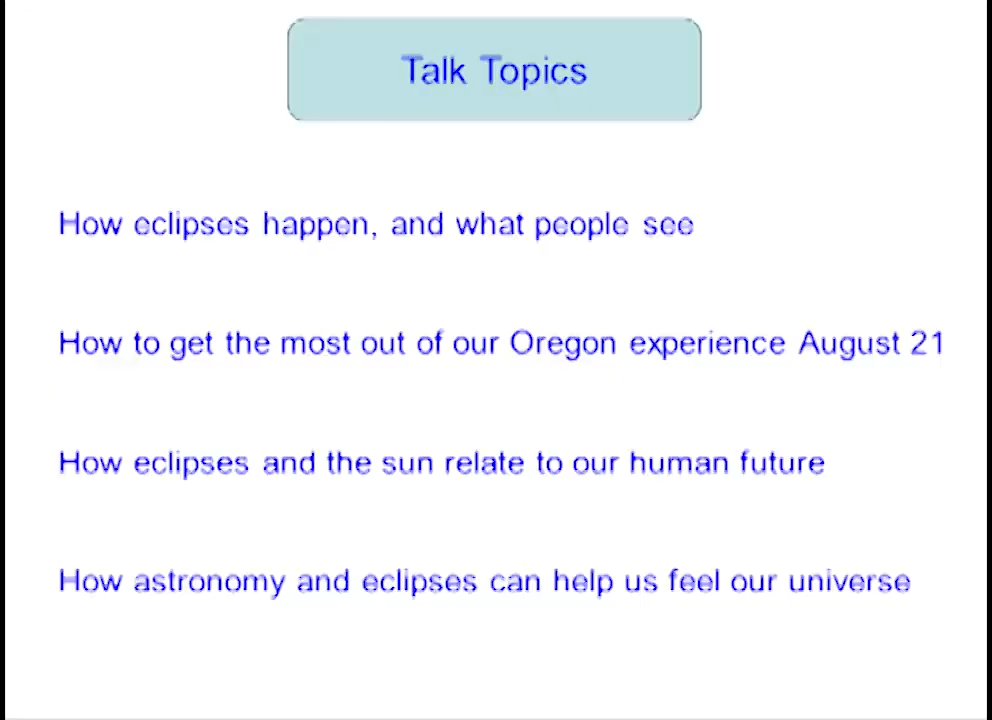 Talk Topics
How eclipses happen, and what people see
How to get the most out of our Oregon experience August 21
How eclipses and the sun relate to our human future
How astronomy and eclipses can help us feel our universe